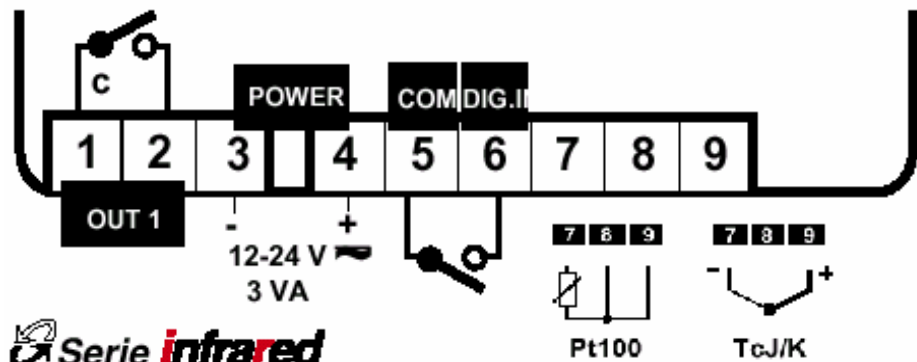 C
POWER COM DIG.IN
1 2 3 4 5 6 7 8 9
OUT 1 - +
12-24 V
3 VA
7 8 9 7 8 9
- +
Pt100 TcJ/K
Serie infrared